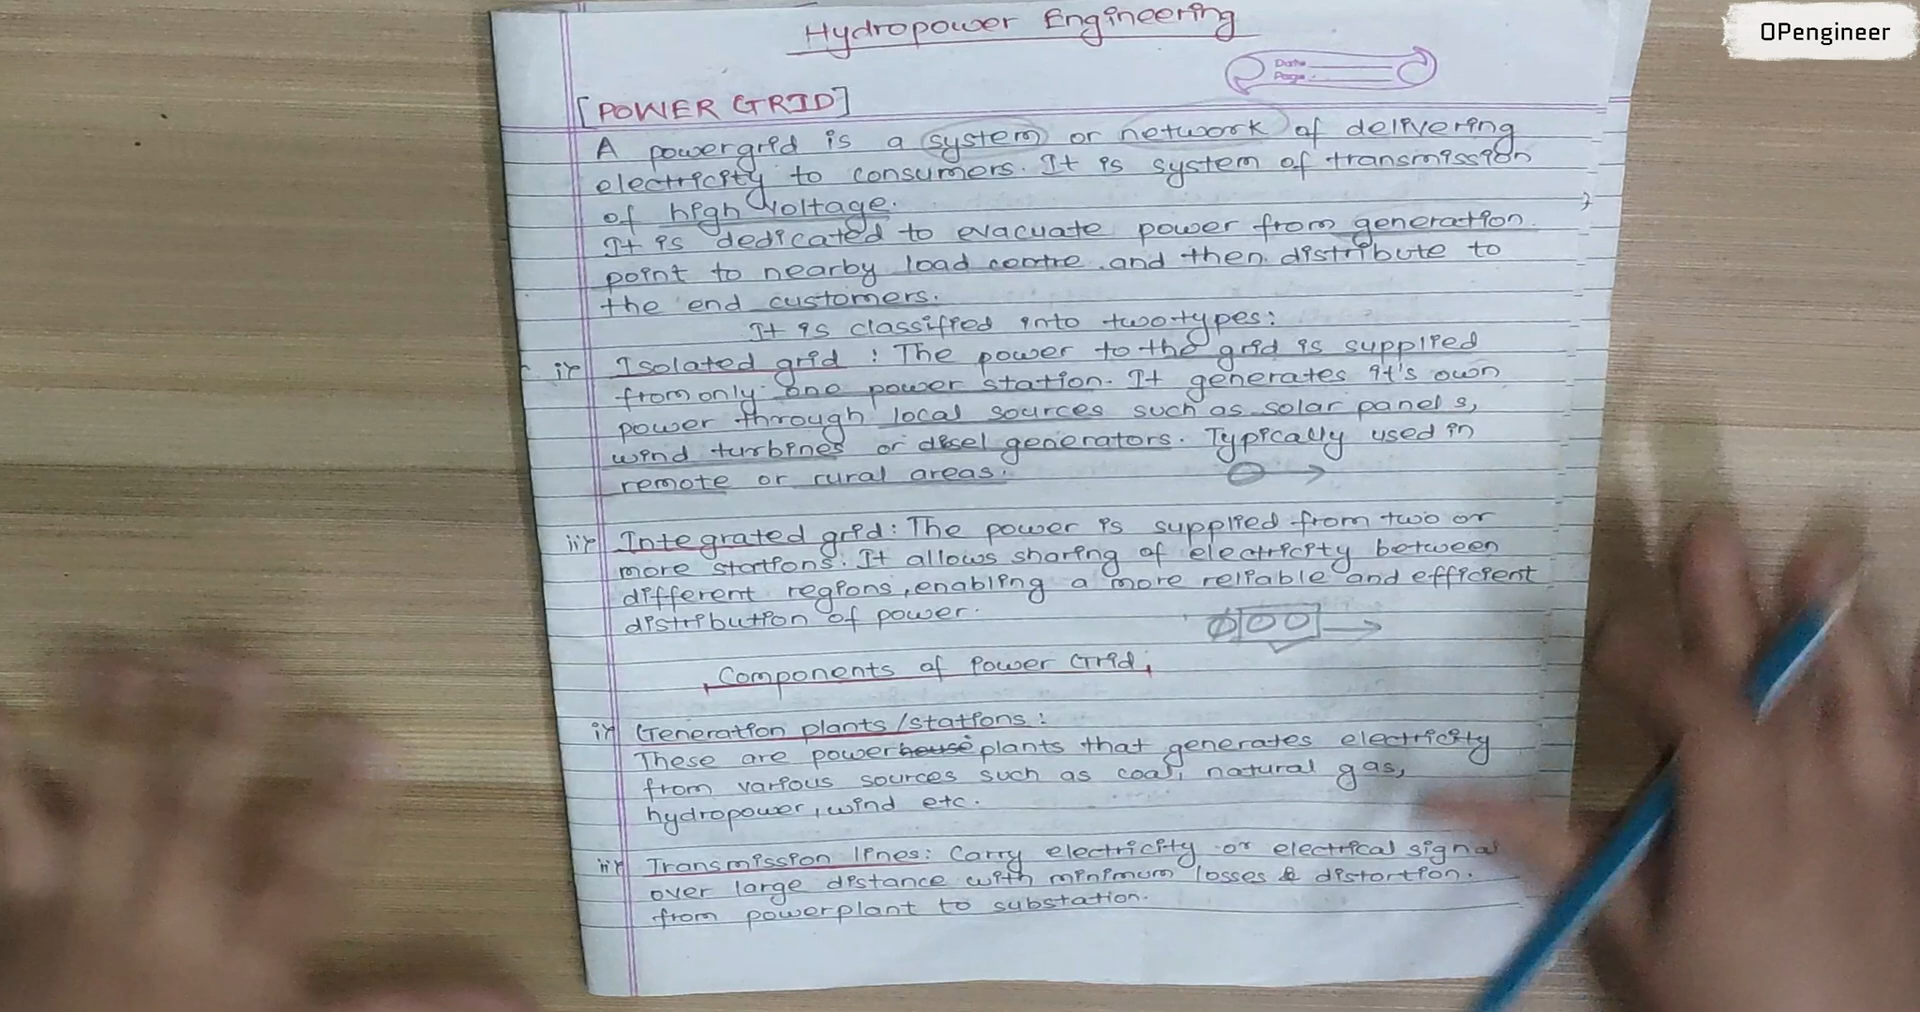 OPengineer
Hydropower Engineering
Date
Page
[POWER GRID]
A powergrid is a system or network of delivering
electricity to consumers. It is system of transmission
of high voltage.
It is dedicated to evacuate power from generation
point to nearby load centre and then distribute to
the end customers.
It is classified into two types:
i) Isolated grid : The power to the grid is supplied
from only one power station. It generates it's own
power through local sources such as solar panels,
wind turbines or disel generators. Typically used in
remote or rural areas.
ii) Integrated grid: The power is supplied from two or
more stations. It allows sharing of electricity between
different regions, enabling a more reliable and efficient
distribution of power.
Components of Power Grid,
i) Generation plants/stations:
These are powerhouse plants that generates electricity
from various sources such as coal, natural gas,
hydropower, wind etc.
ii) Transmission lines: Carry electricity or electrical signal
over large distance with minimum losses & distortion.
from powerplant to substation.